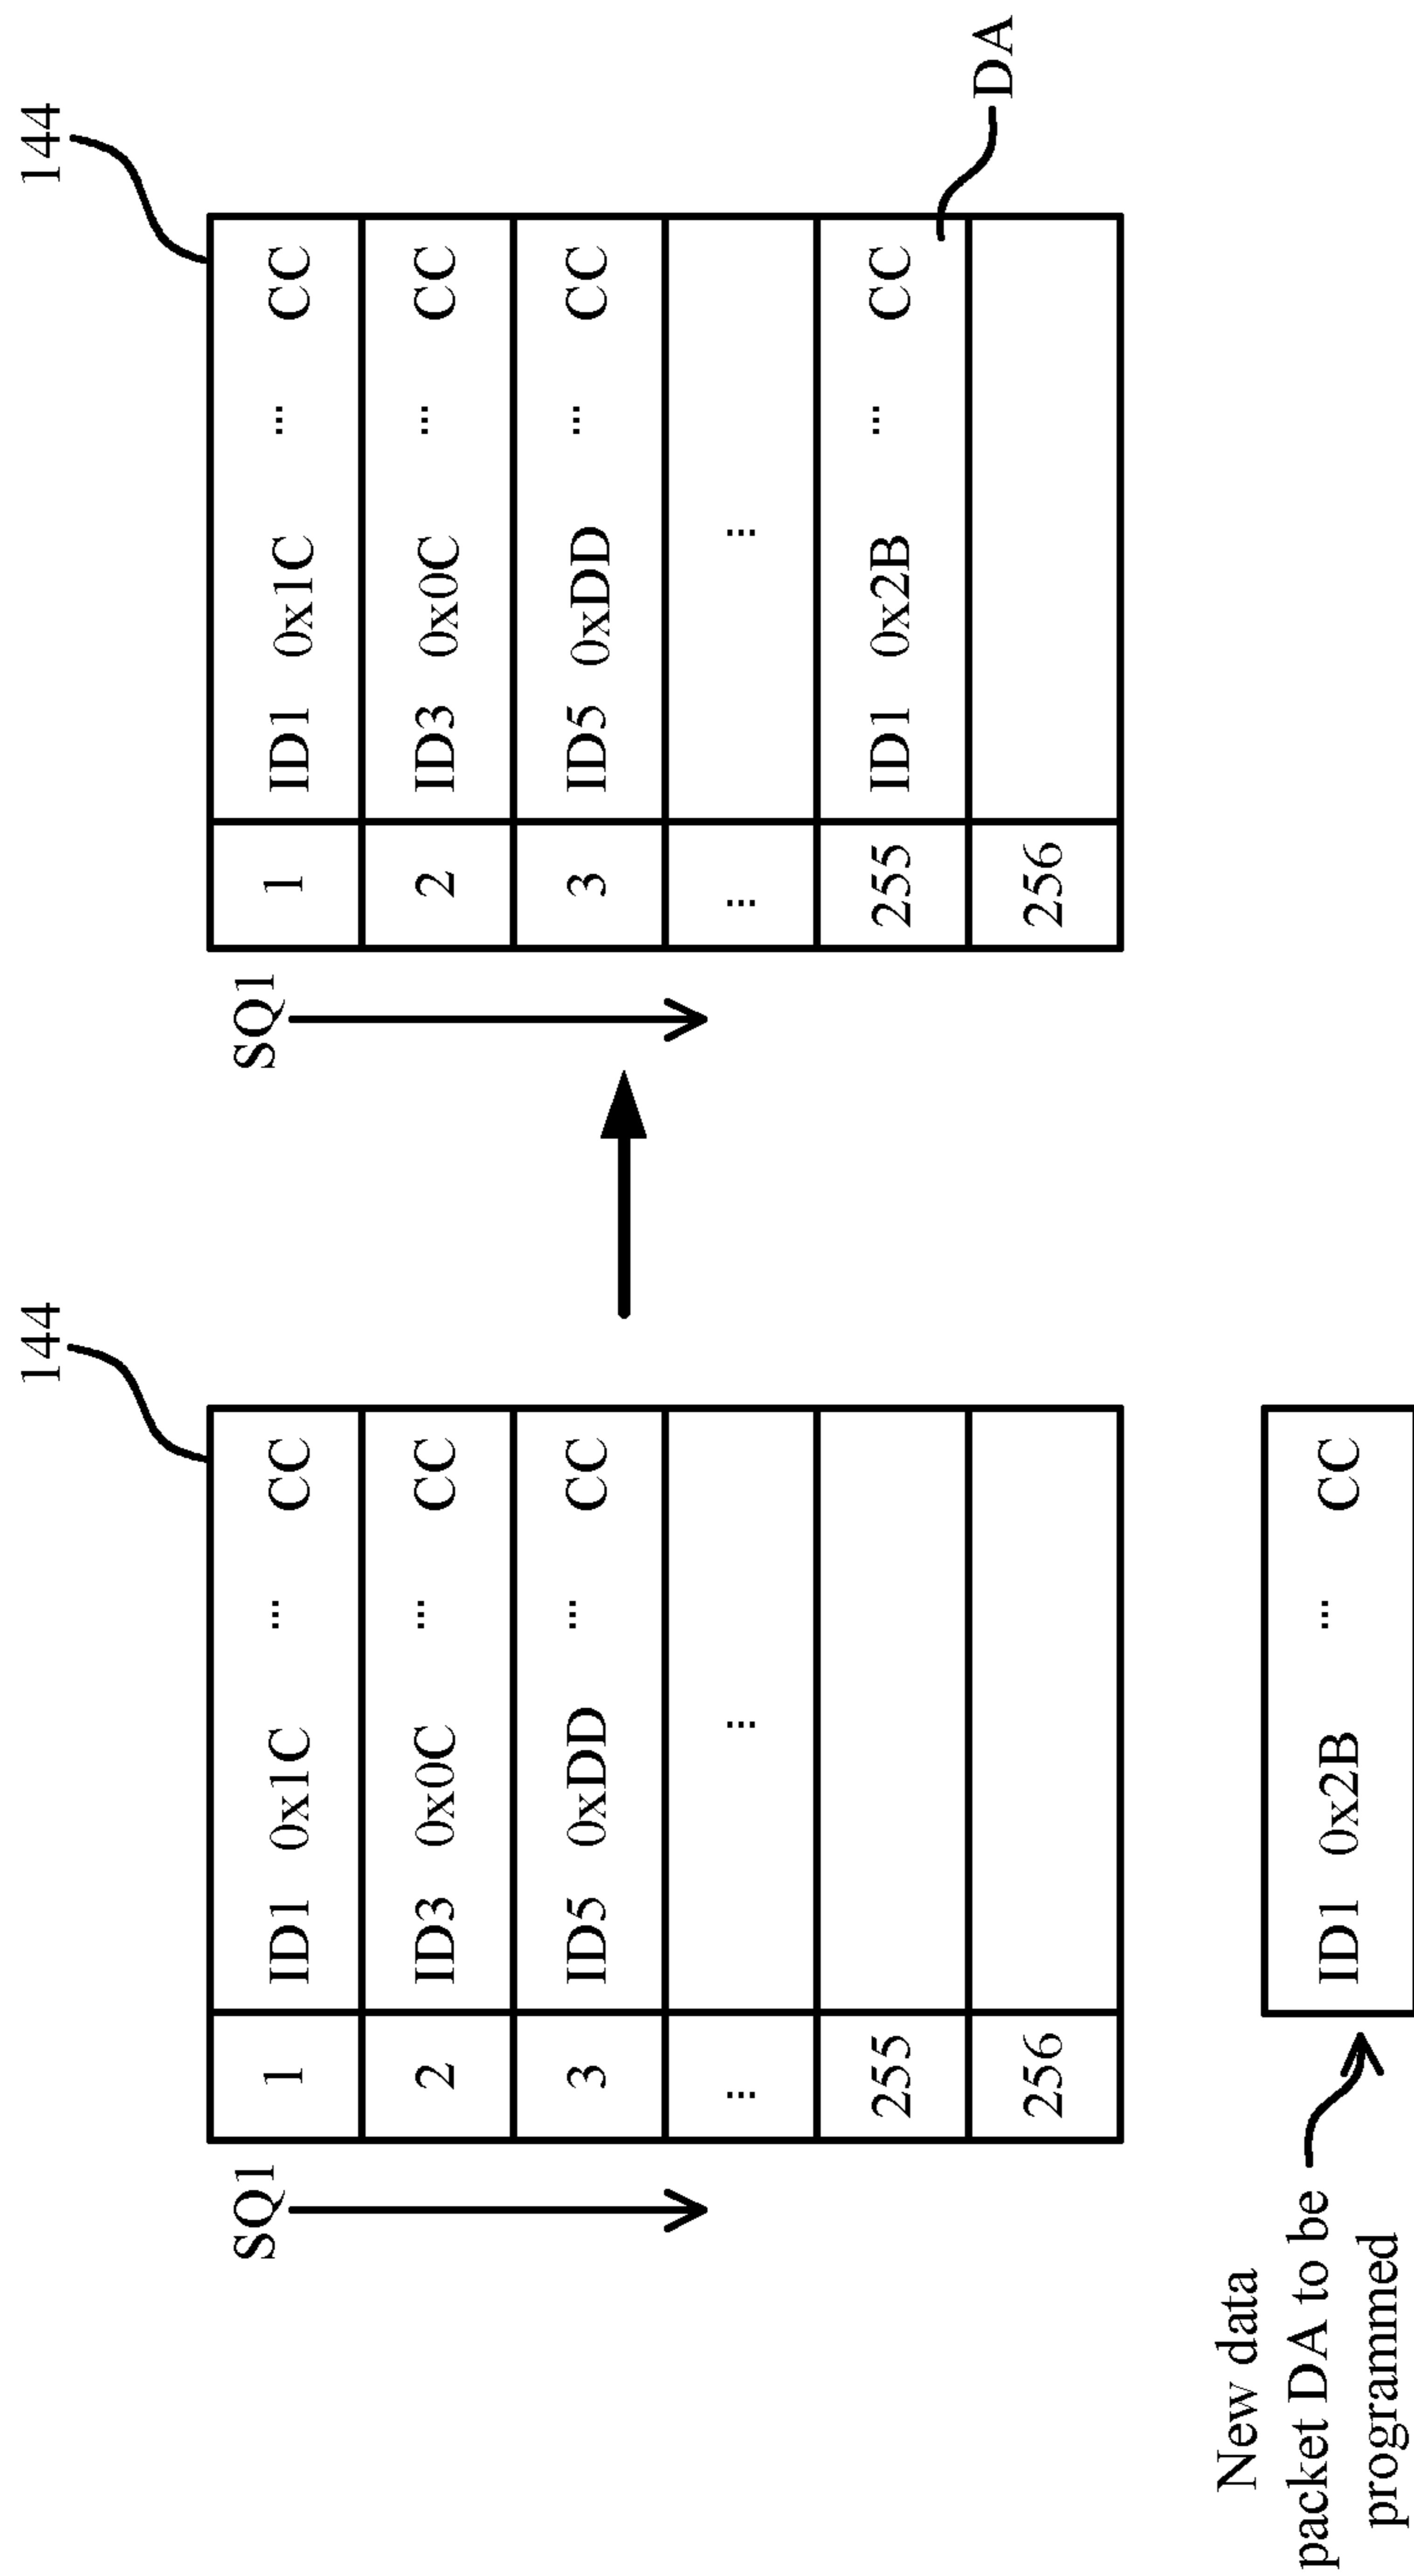 144
SQ1
1 ID1 0x1C ... CC
2 ID3 0x0C ... CC
3 ID5 0xDD ... CC
... ...
255
256
New data
packet DA to be
programmed
ID1 0x2B ... CC
144
SQ1
1 ID1 0x1C ... CC
2 ID3 0x0C ... CC
3 ID5 0xDD ... CC
... ...
255 ID1 0x2B ... CC
256
DA